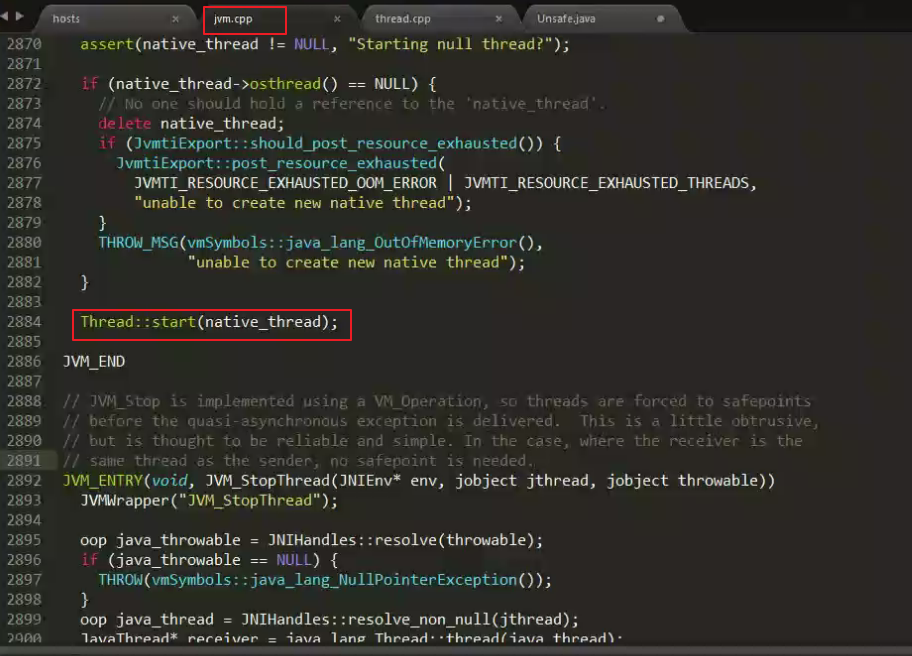 hosts × jvm.cpp × thread.cpp × Unsafe.java
2870 assert(native_thread != NULL, "Starting null thread?");
2871
2872 if (native_thread->osthread() == NULL) {
2873 // No one should hold a reference to the 'native_thread'.
2874 delete native_thread;
2875 if (JvmtiExport::should_post_resource_exhausted()) {
2876 JvmtiExport::post_resource_exhausted(
2877 JVMTI_RESOURCE_EXHAUSTED_OOM_ERROR | JVMTI_RESOURCE_EXHAUSTED_THREADS,
2878 "unable to create new native thread");
2879 }
2880 THROW_MSG(vmSymbols::java_lang_OutOfMemoryError(),
2881 "unable to create new native thread");
2882 }
2883
2884 Thread::start(native_thread);
2885
2886 JVM_END
2887
2888 // JVM_Stop is implemented using a VM_Operation, so threads are forced to safepoints
2889 // before the quasi-asynchronous exception is delivered.  This is a little obtrusive,
2890 // but is thought to be reliable and simple. In the case, where the receiver is the
2891 // same thread as the sender, no safepoint is needed.
2892 JVM_ENTRY(void, JVM_StopThread(JNIEnv* env, jobject jthread, jobject throwable))
2893 JVMWrapper("JVM_StopThread");
2894
2895 oop java_throwable = JNIHandles::resolve(throwable);
2896 if (java_throwable == NULL) {
2897 THROW(vmSymbols::java_lang_NullPointerException());
2898 }
2899 oop java_thread = JNIHandles::resolve_non_null(jthread);
2900 JavaThread* receiver = java_lang_Thread::thread(java_thread);